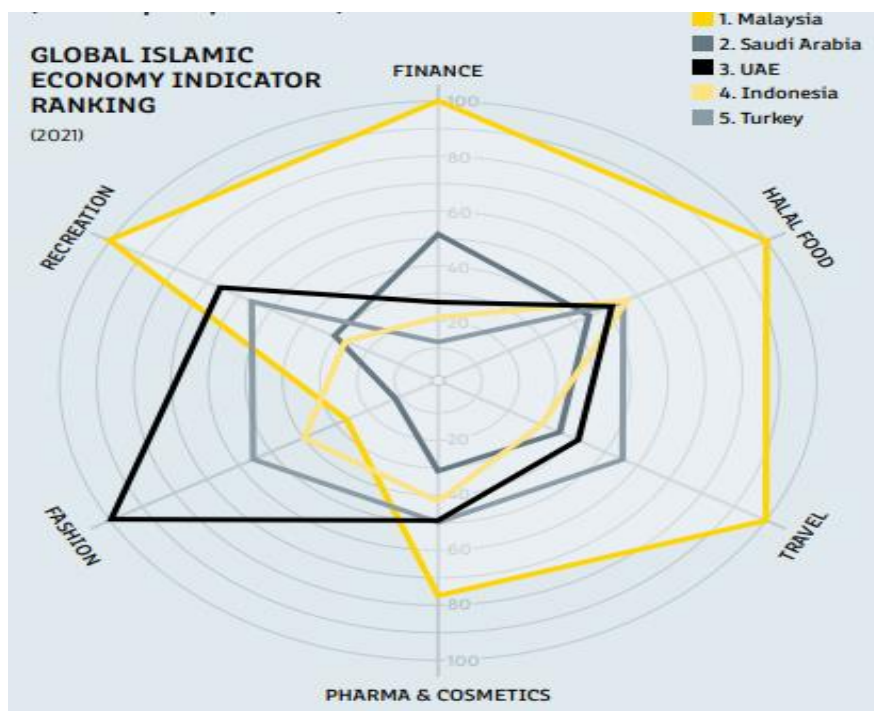 GLOBAL ISLAMIC
ECONOMY INDICATOR
RANKING
(2021)
1. Malaysia
2. Saudi Arabia
3. UAE
4. Indonesia
5. Turkey
FINANCE
100
80
60
40
20
RECREATION
HALAL FOOD
20
40
60
80
100
FASHION
TRAVEL
PHARMA & COSMETICS